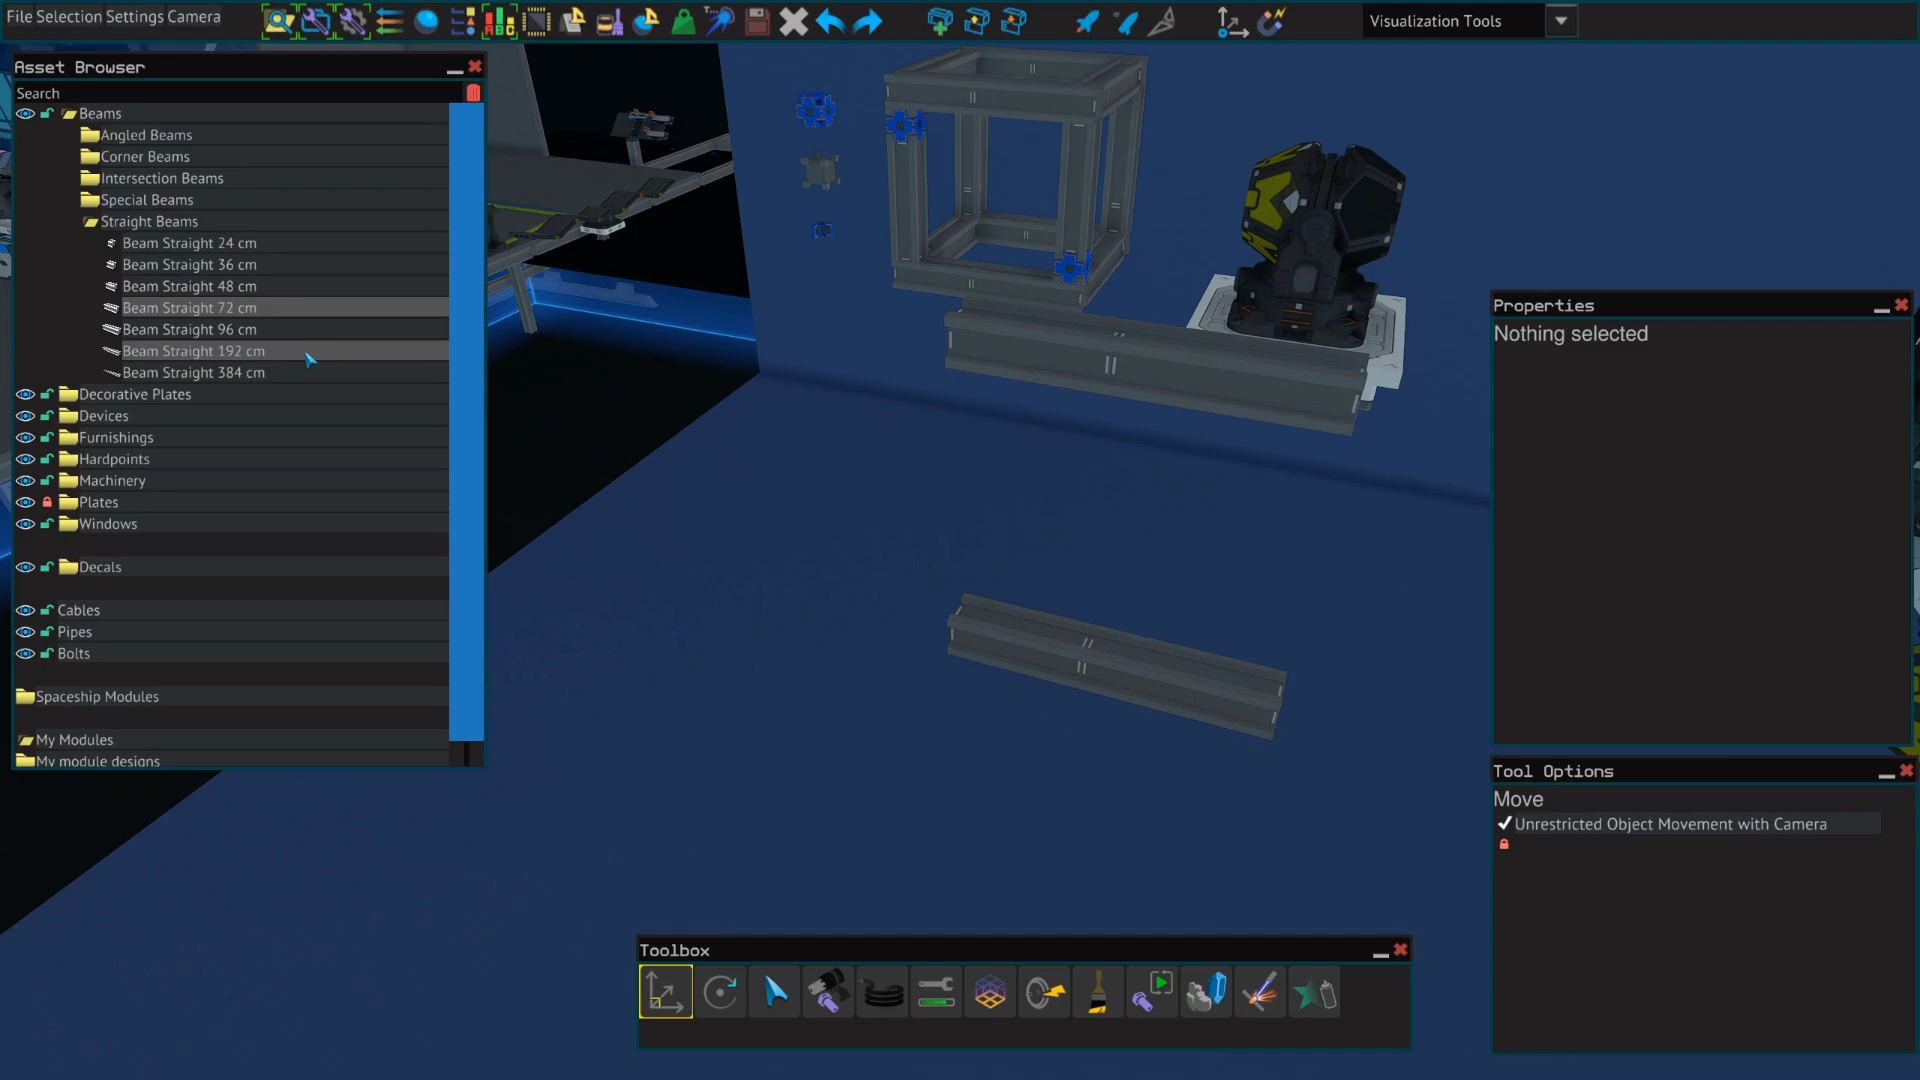 File Selection Settings Camera
Visualization Tools
Asset Browser
Search
Beams
Angled Beams
Corner Beams
Intersection Beams
Special Beams
Straight Beams
Beam Straight 24 cm
Beam Straight 36 cm
Beam Straight 48 cm
Beam Straight 72 cm
Beam Straight 96 cm
Beam Straight 192 cm
Beam Straight 384 cm
Decorative Plates
Devices
Furnishings
Hardpoints
Machinery
Plates
Windows
Decals
Cables
Pipes
Bolts
Spaceship Modules
My Modules
My module designs
Properties
Nothing selected
Tool Options
Move
Unrestricted Object Movement with Camera
Toolbox